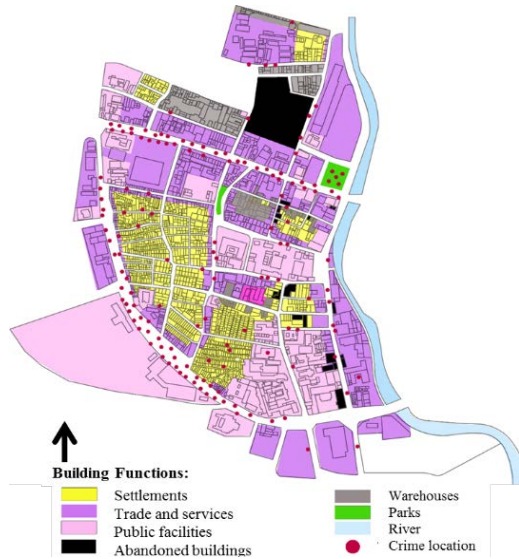 Building Functions:
Settlements
Trade and services
Public facilities
Abandoned buildings
Warehouses
Parks
River
Crime location